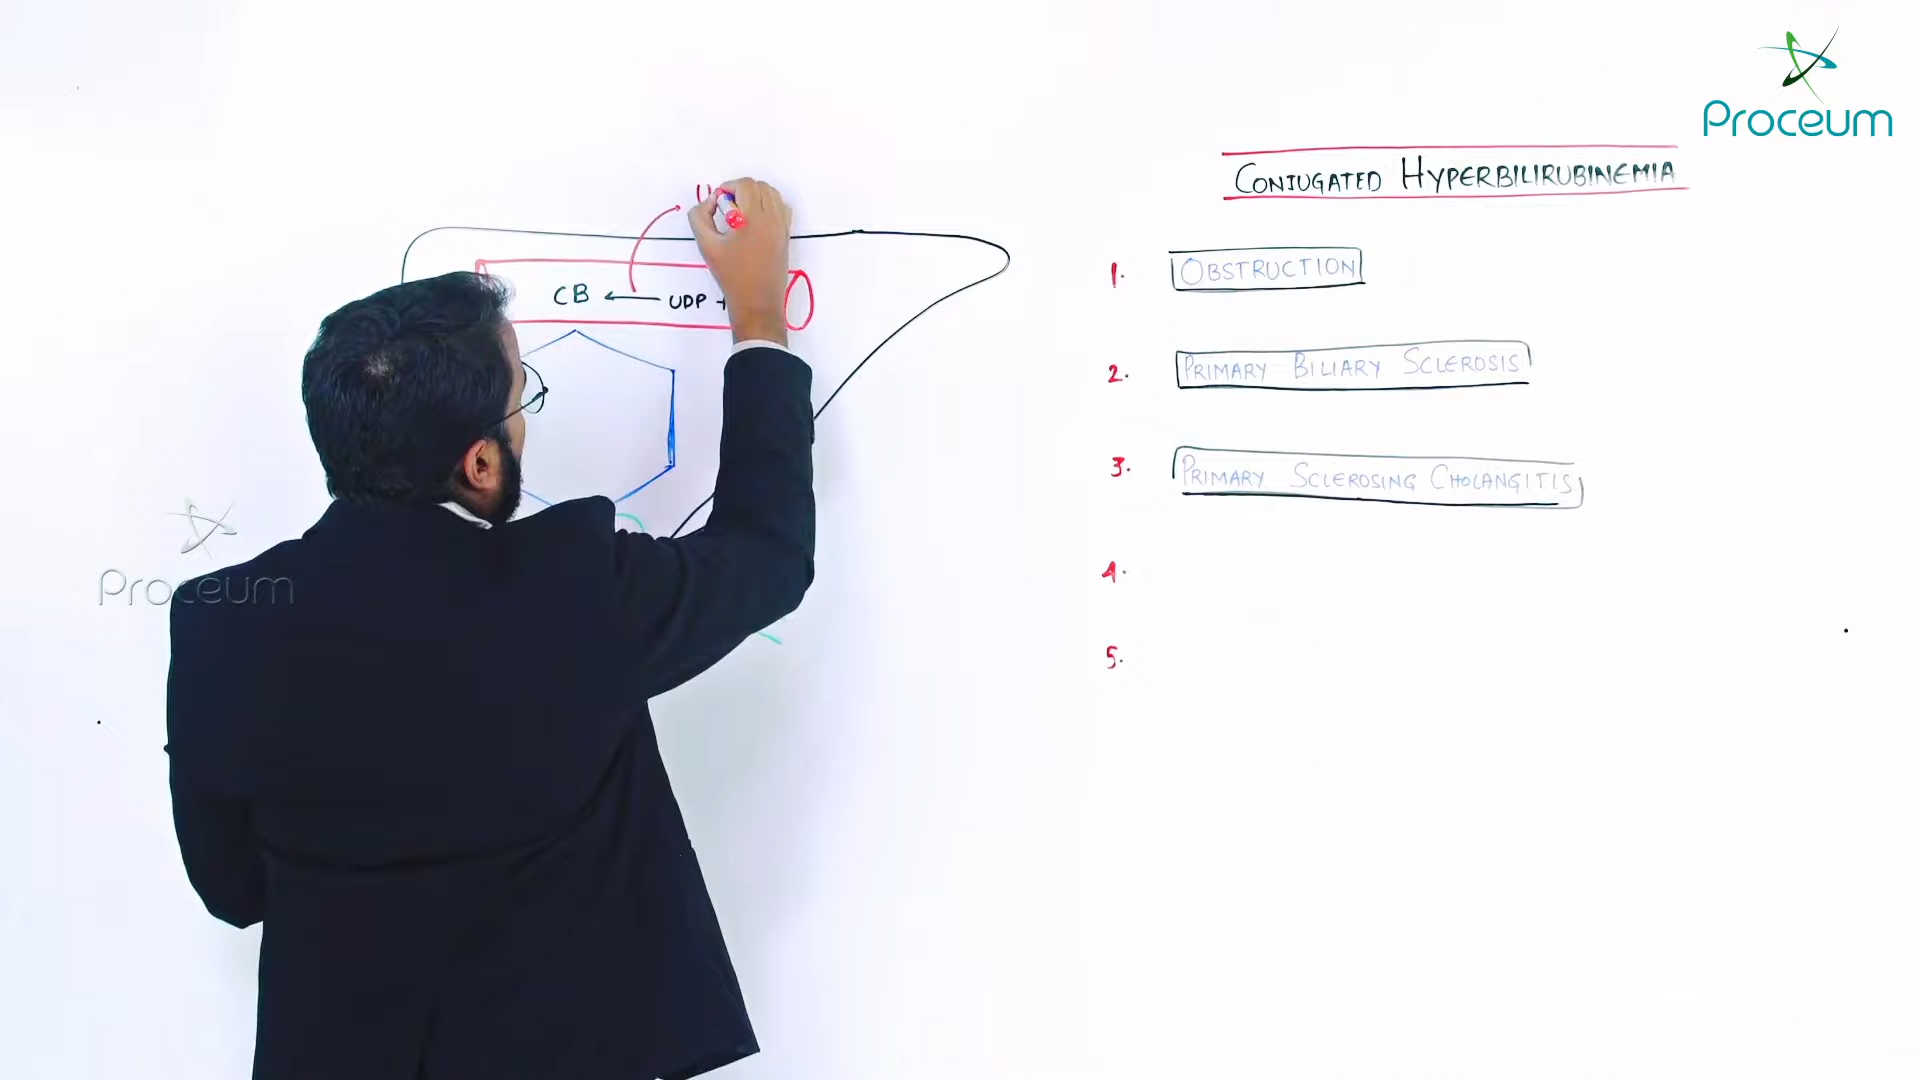 Proceum
CONJUGATED HYPERBILIRUBINEMIA
CB ← UDP +
1. OBSTRUCTION
2. PRIMARY BILIARY SCLEROSIS
3. PRIMARY SCLEROSING CHOLANGITIS
4.
5.
Proceum